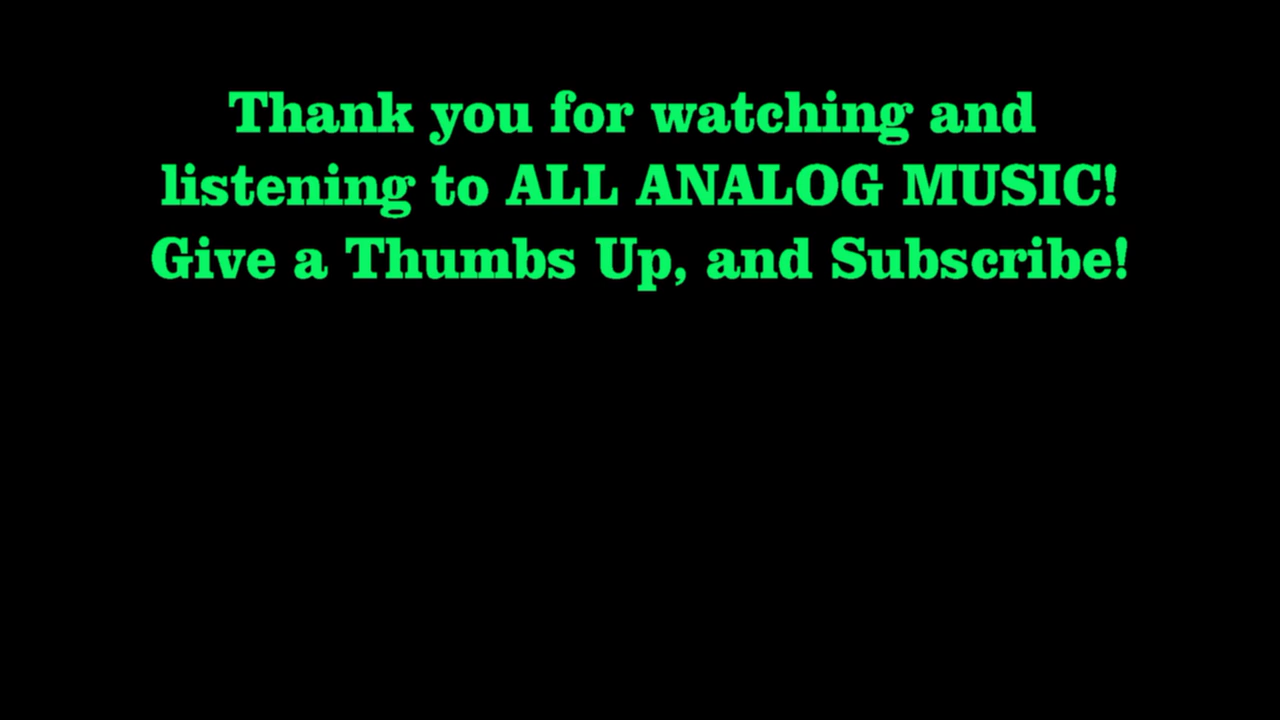 Thank you for watching and
listening to ALL ANALOG MUSIC!
Give a Thumbs Up, and Subscribe!